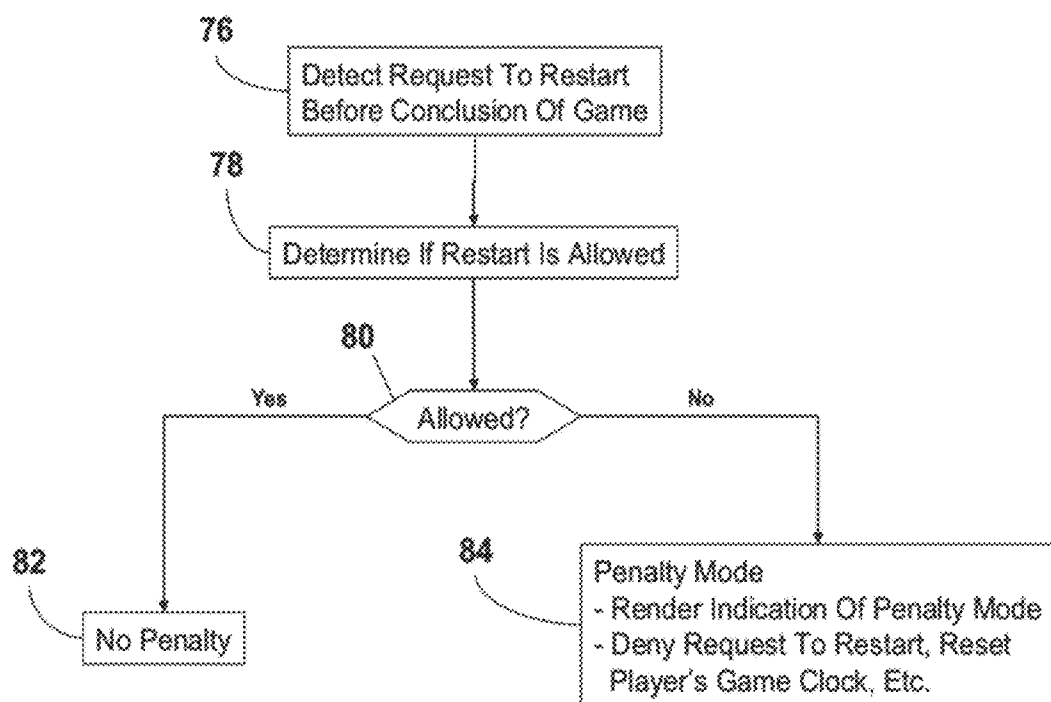 76
Detect Request To Restart
Before Conclusion Of Game
78
Determine If Restart Is Allowed
80
Allowed?
Yes
No
82
No Penalty
84
Penalty Mode
- Render Indication Of Penalty Mode
- Deny Request To Restart, Reset
Player's Game Clock, Etc.